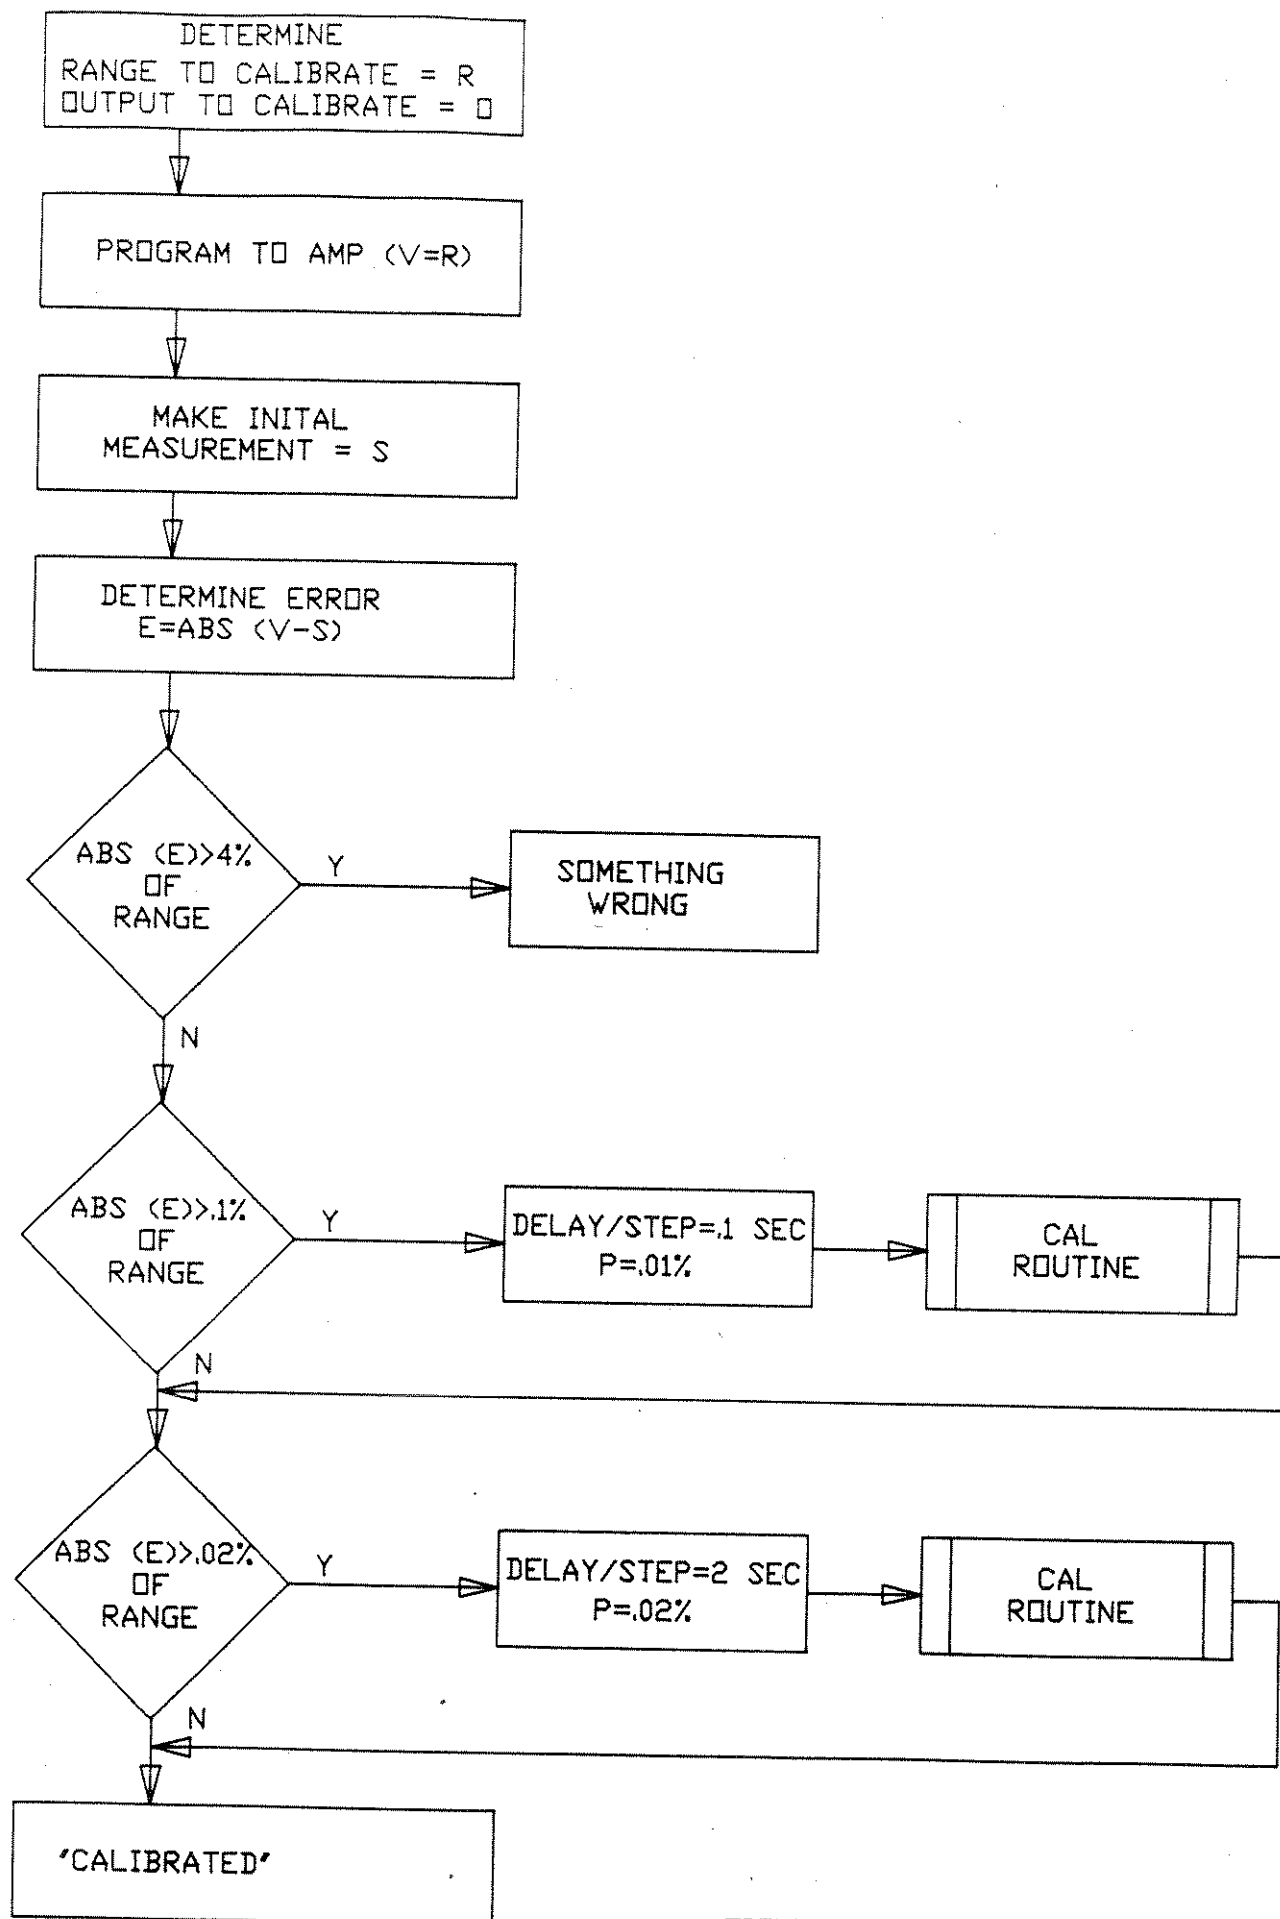 DETERMINE
RANGE TO CALIBRATE = R
OUTPUT TO CALIBRATE = O
PROGRAM TO AMP (V=R)
MAKE INITAL
MEASUREMENT = S
DETERMINE ERROR
E=ABS (V-S)
ABS (E)>4%
OF
RANGE
Y
SOMETHING
WRONG
N
ABS (E)>.1%
OF
RANGE
Y
DELAY/STEP=.1 SEC
P=.01%
CAL
ROUTINE
N
ABS (E)>.02%
OF
RANGE
Y
DELAY/STEP=2 SEC
P=.02%
CAL
ROUTINE
N
"CALIBRATED"